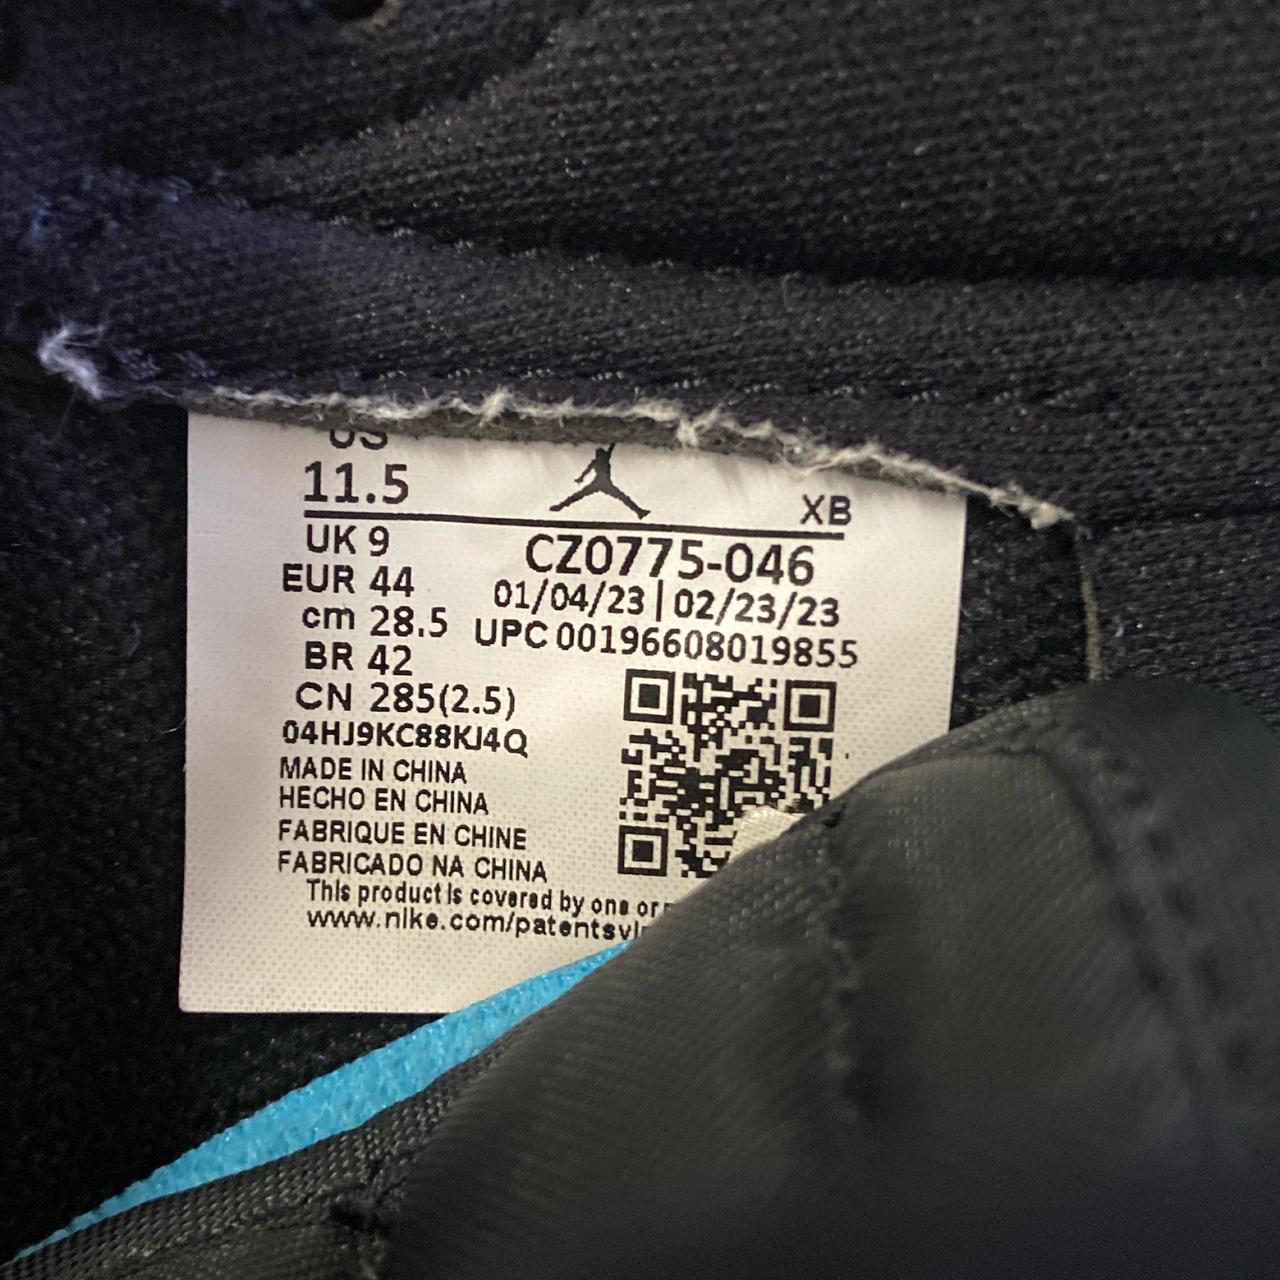 US
11.5
XB
UK 9
CZ0775-046
EUR 44
01/04/23 | 02/23/23
cm 28.5
UPC 00196608019855
BR 42
CN 285(2.5)
04HJ9KC88KJ4Q
MADE IN CHINA
HECHO EN CHINA
FABRIQUE EN CHINE
FABRICADO NA CHINA
This product is covered by one or
www.nike.com/patents